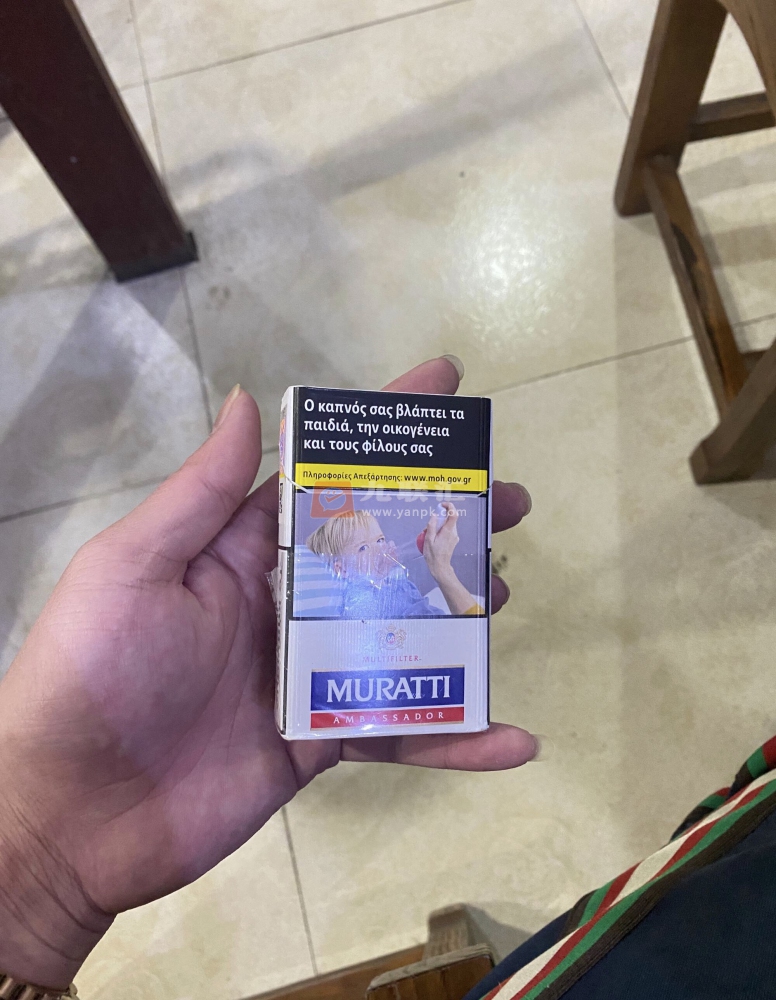 Ο καπνός σας βλάπτει τα
παιδιά, την οικογένεια
και τους φίλους σας
Πληροφορίες Απεξάρτησης: www.moh.gov.gr
www.yanpk.com
MULTIFILTER
MURATTI
AMBASSADOR